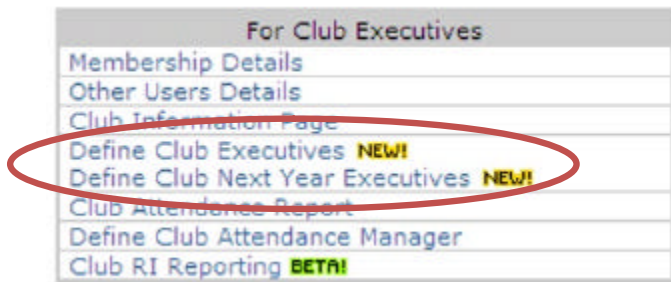 For Club Executives
Membership Details
Other Users Details
Club Information Page
Define Club Executives NEW!
Define Club Next Year Executives NEW!
Club Attendance Report
Define Club Attendance Manager
Club RI Reporting BETA!